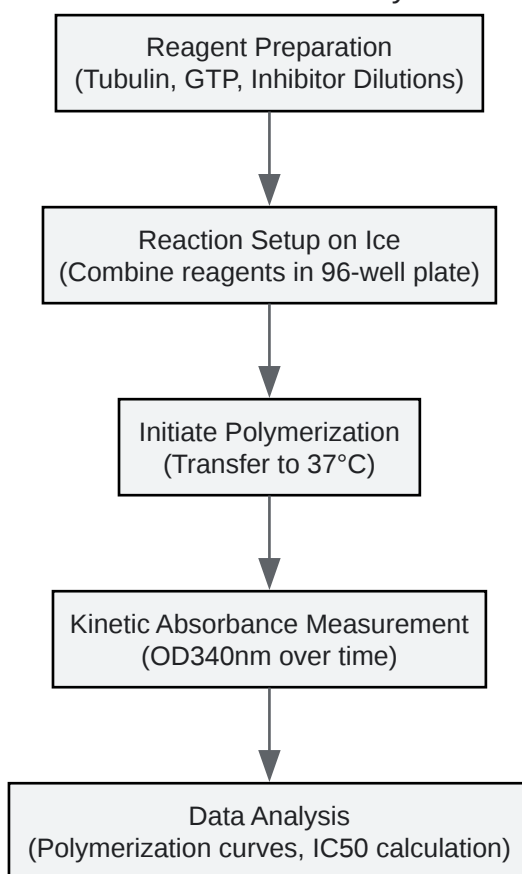 Reagent Preparation
(Tubulin, GTP, Inhibitor Dilutions)
Reaction Setup on Ice
(Combine reagents in 96-well plate)
Initiate Polymerization
(Transfer to 37°C)
Kinetic Absorbance Measurement
(OD340nm over time)
Data Analysis
(Polymerization curves, IC50 calculation)